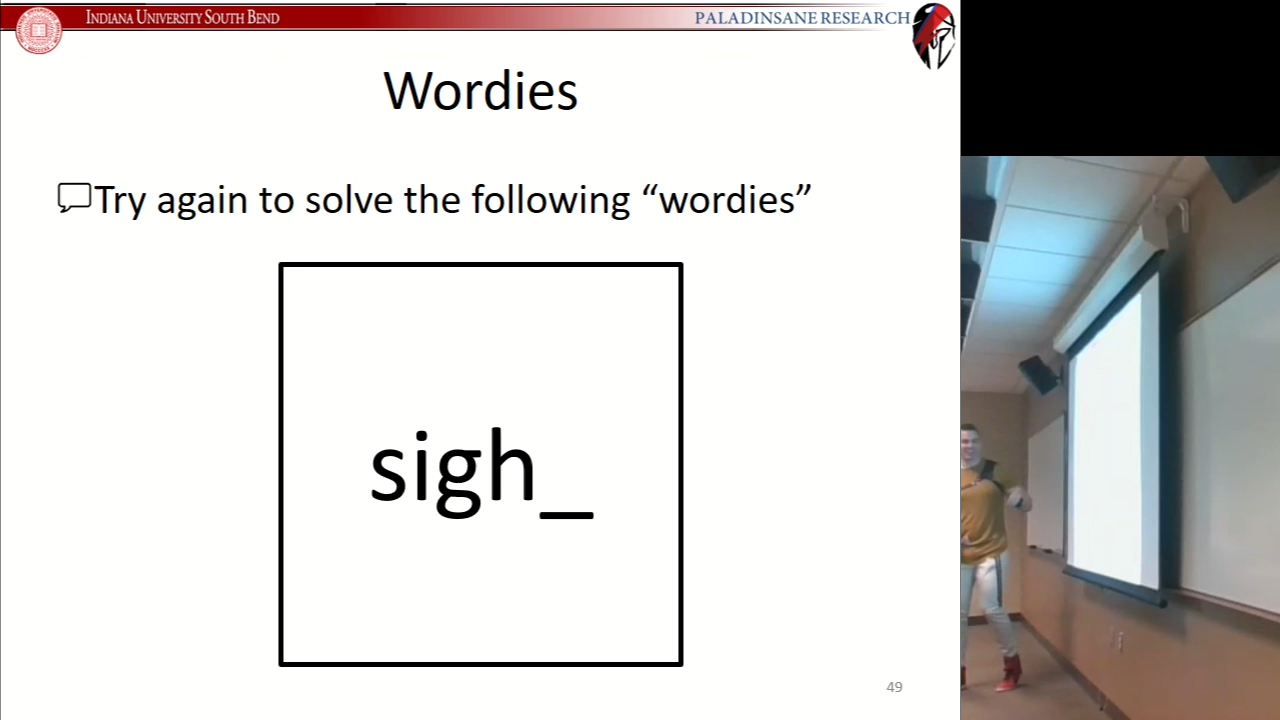 INDIANA UNIVERSITY SOUTH BEND
PALADINSANE RESEARCH
Wordies
Try again to solve the following “wordies”
sigh_
49